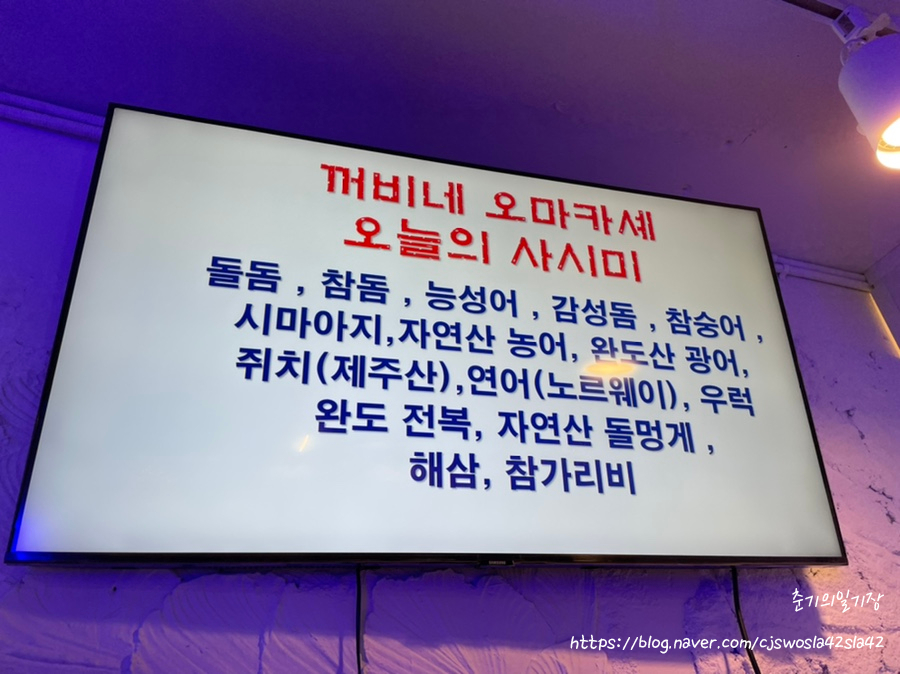 꺼비네 오마카세
오늘의 사시미
돌돔 , 참돔 , 능성어 , 감성돔 , 참숭어 ,
시마아지,자연산 농어, 완도산 광어,
쥐치(제주산),연어(노르웨이), 우럭
완도 전복, 자연산 돌멍게 ,
해삼, 참가리비
SAMSUNG
춘기의일기장
https://blog.naver.com/cjswosla42sla42